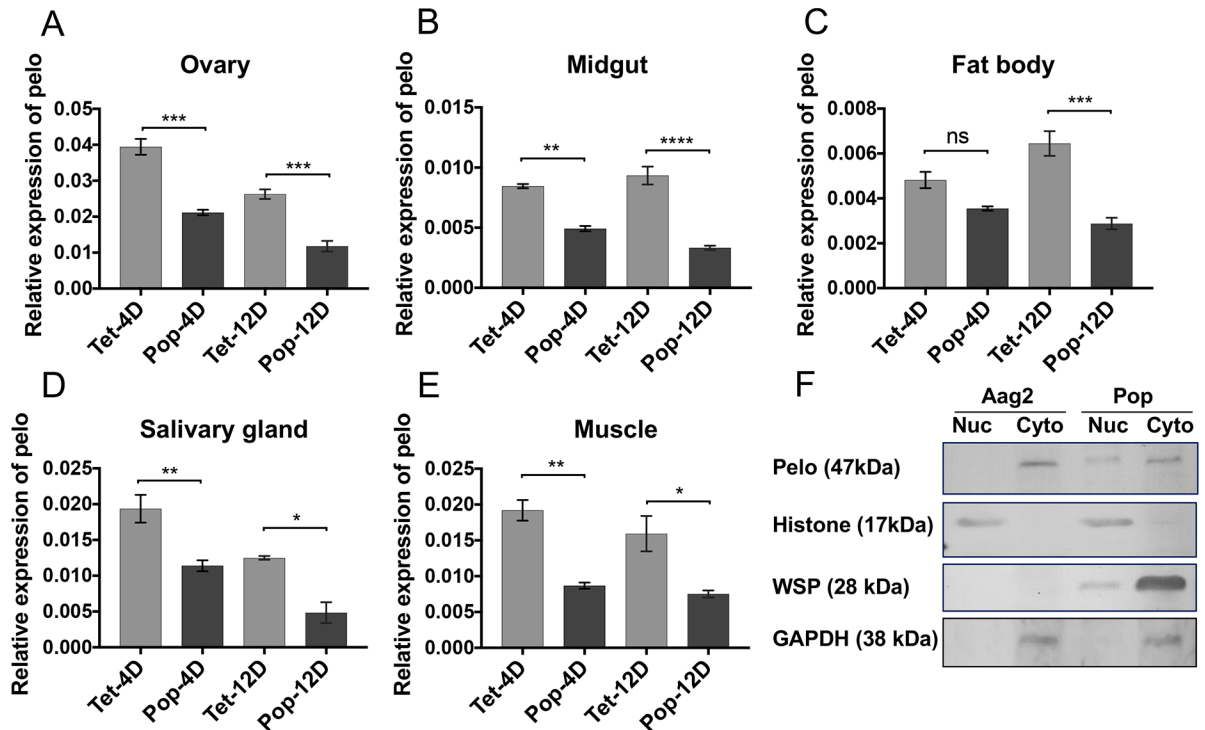 A
Ovary
Relative expression of pelo
0.05
0.04
0.03
0.02
0.01
0.00
***
***
Tet-4D
Pop-4D
Tet-12D
Pop-12D
B
Midgut
Relative expression of pelo
0.015
0.010
0.005
0.000
**
****
Tet-4D
Pop-4D
Tet-12D
Pop-12D
C
Fat body
Relative expression of pelo
0.008
0.006
0.004
0.002
0.000
ns
***
Tet-4D
Pop-4D
Tet-12D
Pop-12D
D
Salivary gland
Relative expression of pelo
0.025
0.020
0.015
0.010
0.005
0.000
**
*
Tet-4D
Pop-4D
Tet-12D
Pop-12D
E
Muscle
Relative expression of pelo
0.025
0.020
0.015
0.010
0.005
0.000
**
*
Tet-4D
Pop-4D
Tet-12D
Pop-12D
F
Aag2 Pop
Nuc Cyto Nuc Cyto
Pelo (47kDa)
Histone (17kDa)
WSP (28 kDa)
GAPDH (38 kDa)